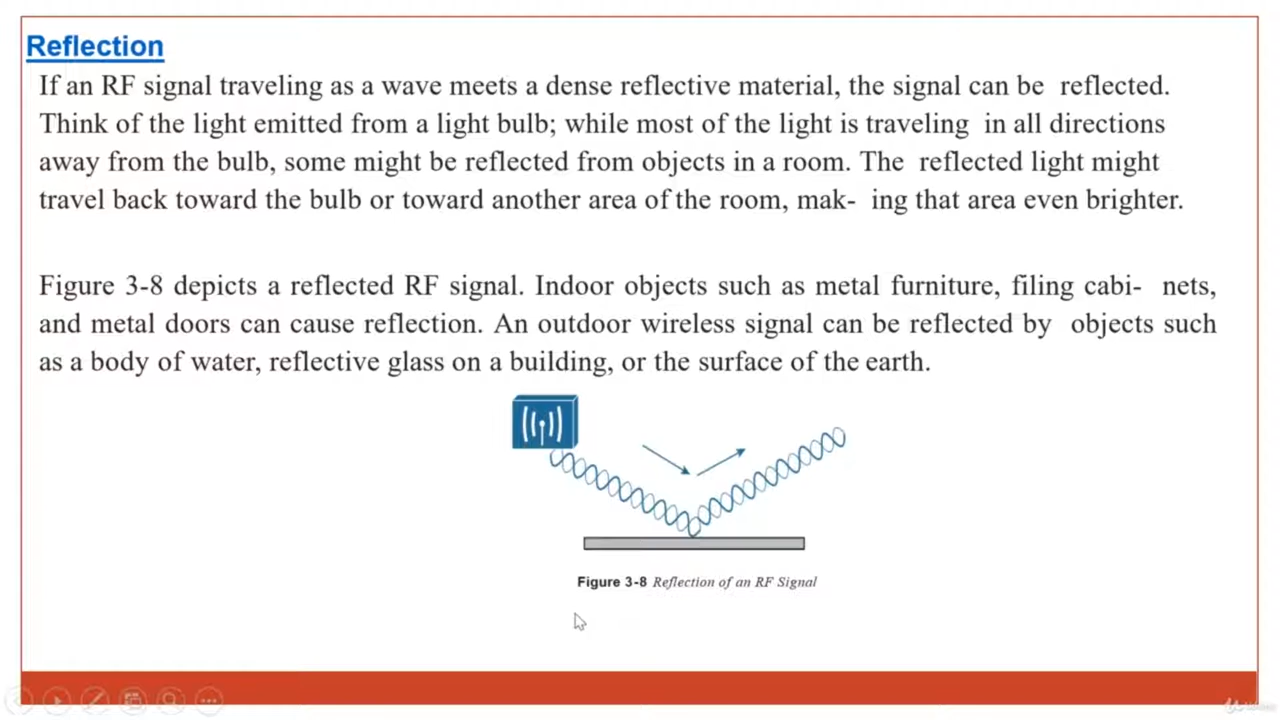 Reflection
If an RF signal traveling as a wave meets a dense reflective material, the signal can be reflected.
Think of the light emitted from a light bulb; while most of the light is traveling in all directions
away from the bulb, some might be reflected from objects in a room. The reflected light might
travel back toward the bulb or toward another area of the room, mak- ing that area even brighter.
Figure 3-8 depicts a reflected RF signal. Indoor objects such as metal furniture, filing cabi- nets,
and metal doors can cause reflection. An outdoor wireless signal can be reflected by objects such
as a body of water, reflective glass on a building, or the surface of the earth.
Figure 3-8 Reflection of an RF Signal